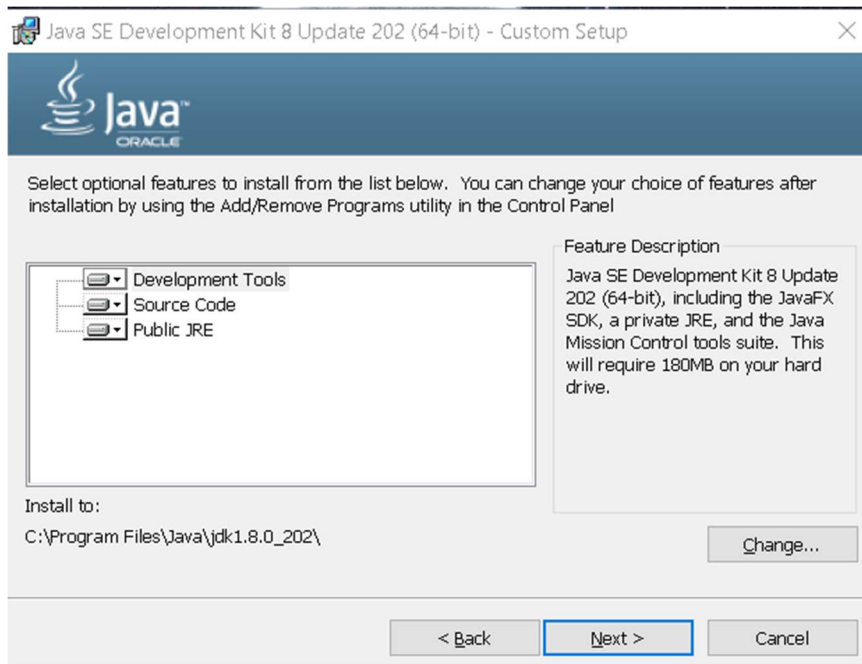 Java SE Development Kit 8 Update 202 (64-bit) - Custom Setup
Java™
ORACLE
Select optional features to install from the list below. You can change your choice of features after
installation by using the Add/Remove Programs utility in the Control Panel
Development Tools
Source Code
Public JRE
Feature Description
Java SE Development Kit 8 Update
202 (64-bit), including the JavaFX
SDK, a private JRE, and the Java
Mission Control tools suite. This
will require 180MB on your hard
drive.
Install to:
C:\Program Files\Java\jdk1.8.0_202\
Change...
< Back
Next >
Cancel